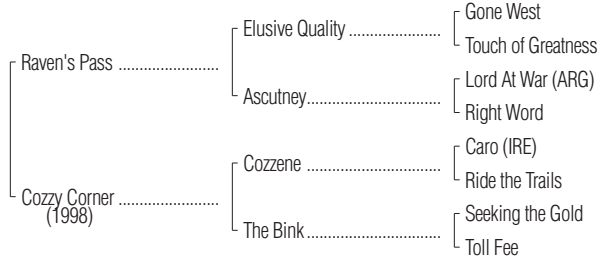 Gone West
Elusive Quality ......................
Touch of Greatness
Raven's Pass ........................
Lord At War (ARG)
Ascutney................................
Right Word
Caro (IRE)
Cozzene ................................
Ride the Trails
Cozzy Corner ........................
(1998)
Seeking the Gold
The Bink................................
Toll Fee